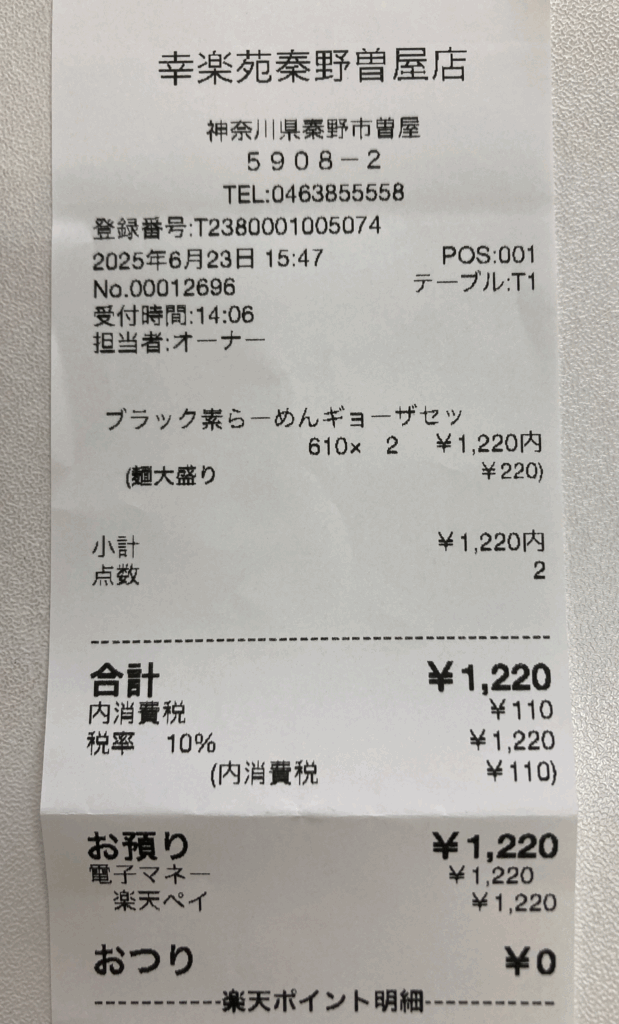 幸楽苑秦野曽屋店
神奈川県秦野市曽屋
5908-2
TEL:0463855558
登録番号:T2380001005074
2025年6月23日 15:47 POS:001
No.00012696 テーブル:T1
受付時間:14:06
担当者:オーナー
ブラック素らーめんギョーザセッ
610× 2 ¥1,220内
(麺大盛り ¥220)
小計 ¥1,220内
点数 2
合計 ¥1,220
内消費税 ¥110
税率 10% ¥1,220
(内消費税 ¥110)
お預り ¥1,220
電子マネー ¥1,220
楽天ペイ ¥1,220
おつり ¥0
-----------楽天ポイント明細-----------